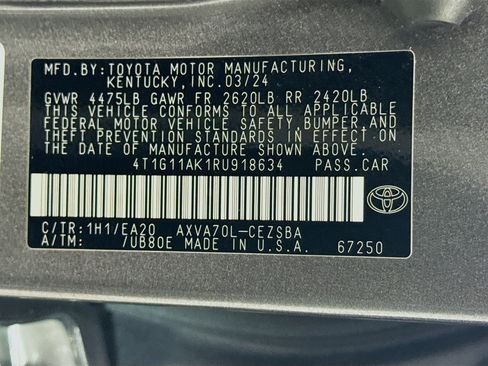 MFD.BY:TOYOTA MOTOR MANUFACTURING,
KENTUCKY,INC.03/24
GVWR 4475LB GAWR FR 2620LB RR 2420LB
THIS VEHICLE CONFORMS TO ALL APPLICABLE
FEDERAL MOTOR VEHICLE SAFETY,BUMPER,AND
THEFT PREVENTION STANDARDS IN EFFECT ON
THE DATE OF MANUFACTURE SHOWN ABOVE.
4T1G11AK1RU918634 PASS.CAR
C/TR:1H1/EA20 AXVA70L-CEZSBA
A/TM: 7UB80E MADE IN U.S.A. 67250